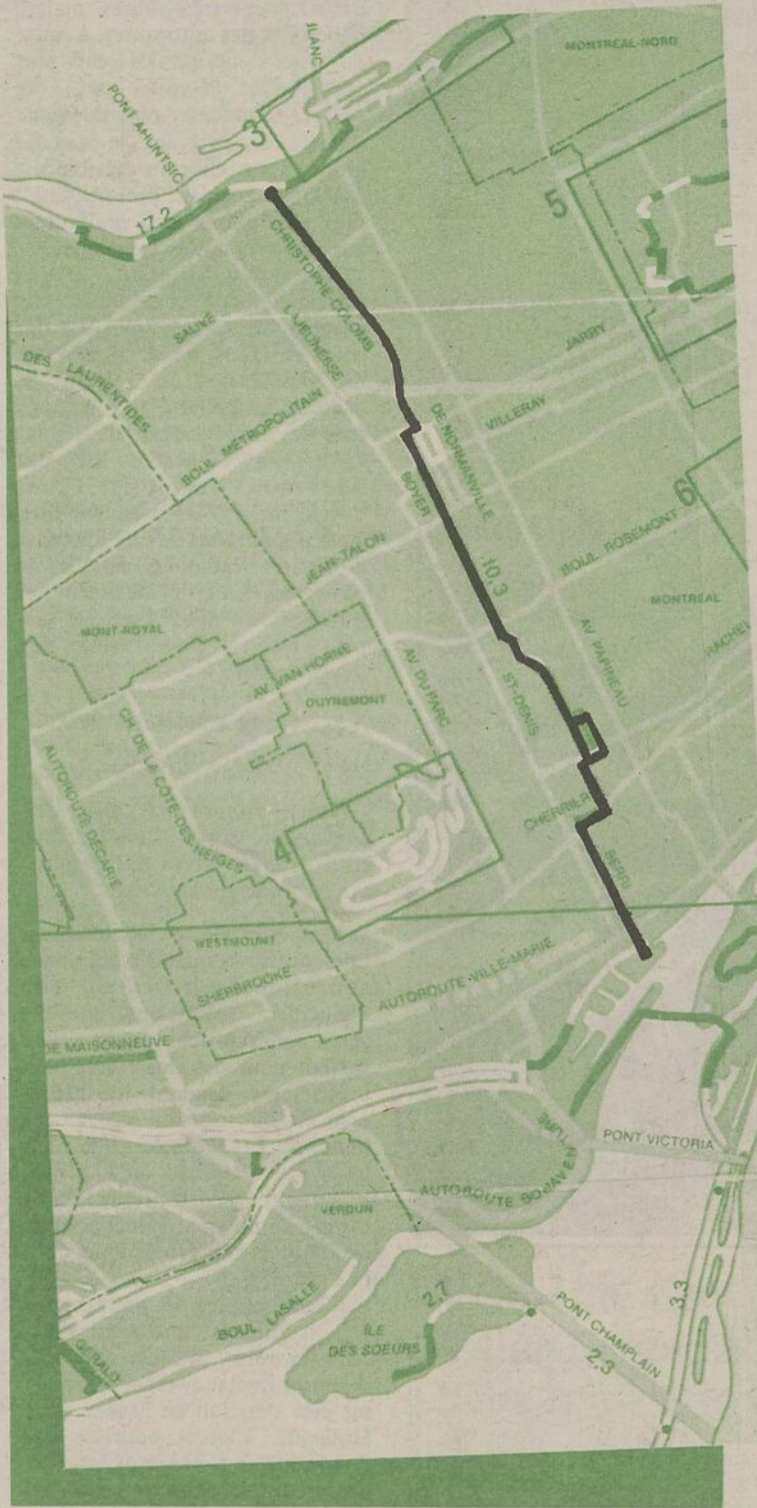 MONTREAL-NORD
PONT AHUNTSIC
3
5
17,2
CHRISTOPHE-COLOMB
SAUVÉ
LAJEUNESSE
JARRY
DES LAURENTIDES
BOUL MÉTROPOLITAIN
DE NORMANVILLE
VILLERAY
BOYER
6
JEAN-TALON
10,3
BOUL ROSEMONT
MONTREAL
MONT-ROYAL
AV VAN HORNE
AV DU PARC
ST-DENIS
AV PAPINEAU
RACHEL
OUTREMONT
CH DE LA CÔTE-DES-NEIGES
AUTOROUTE DÉCARIE
4
CHERRIER
BERRI
WESTMOUNT
SHERBROOKE
AUTOROUTE-VILLE-MARIE
DE MAISONNEUVE
PONT VICTORIA
AUTOROUTE BONAVENTURE
VERDUN
BOUL LASALLE
2,7
ÎLE
DES SOEURS
PONT CHAMPLAIN
2,3
3,3
GERALD